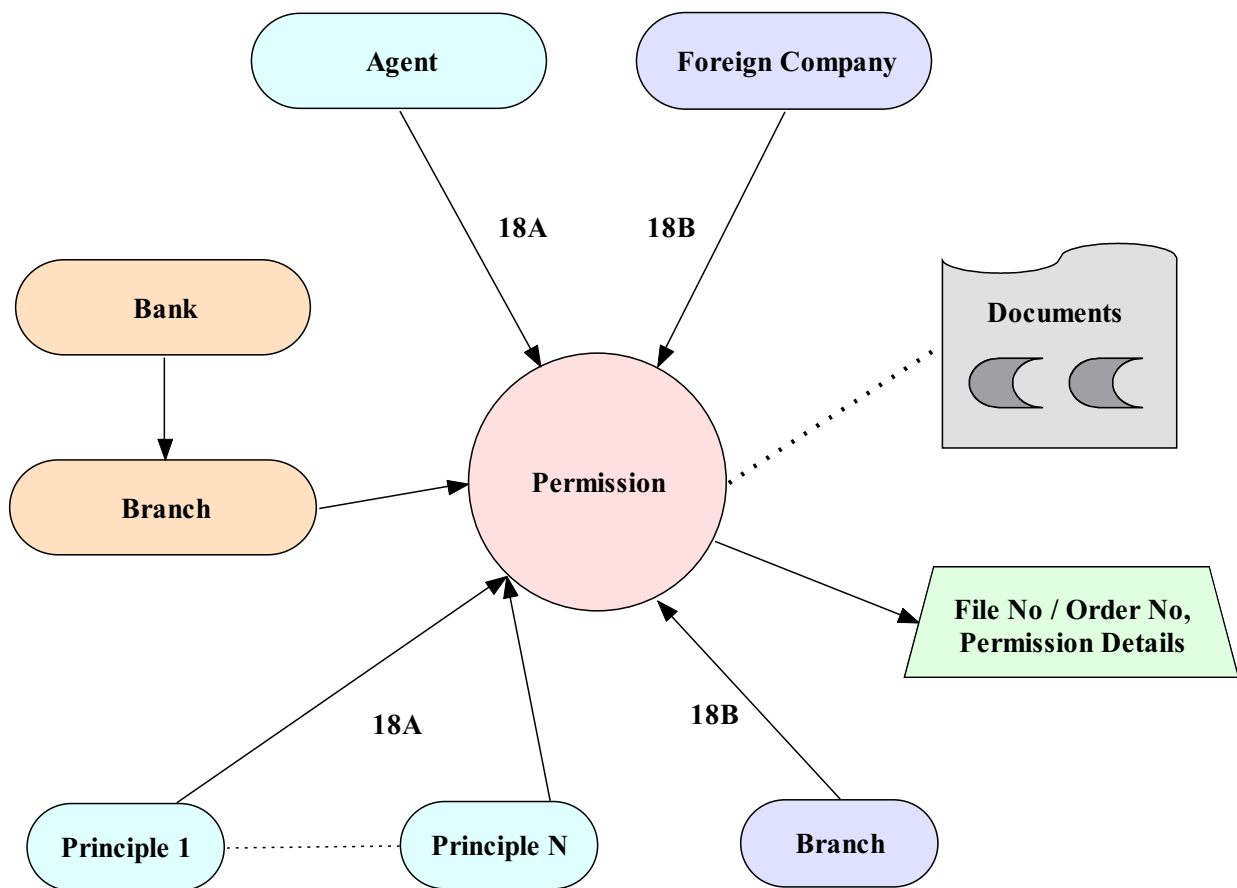 Agent
Foreign Company
18A
18B
Bank
Documents
Branch
Permission
File No / Order No,
Permission Details
18A
18B
Principle 1
Principle N
Branch